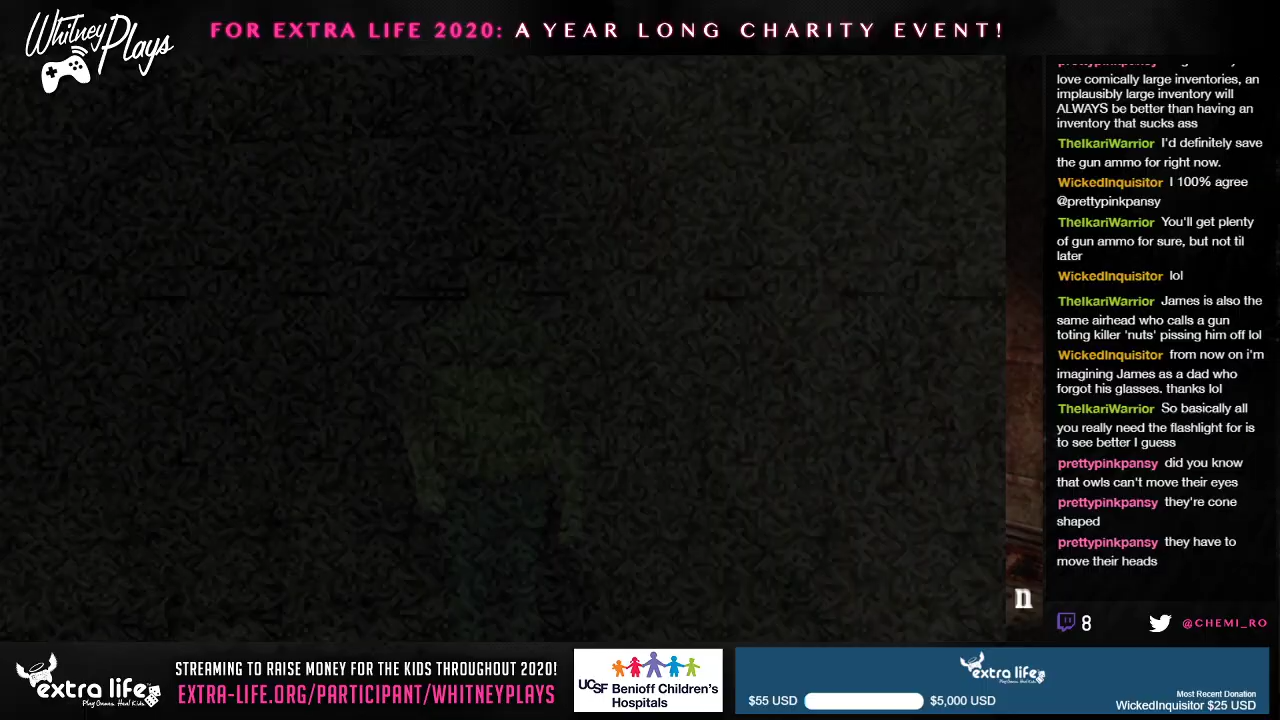 Whitney Plays
FOR EXTRA LIFE 2020: A YEAR LONG CHARITY EVENT!
love comically large inventories, an
implausibly large inventory will
ALWAYS be better than having an
inventory that sucks ass
TheIkariWarrior I'd definitely save
the gun ammo for right now.
WickedInquisitor I 100% agree
@prettypinkpansy
TheIkariWarrior You'll get plenty
of gun ammo for sure, but not til
later
WickedInquisitor lol
TheIkariWarrior James is also the
same airhead who calls a gun
toting killer 'nuts' pissing him off lol
WickedInquisitor from now on i'm
imagining James as a dad who
forgot his glasses. thanks lol
TheIkariWarrior So basically all
you really need the flashlight for is
to see better I guess
prettypinkpansy did you know
that owls can't move their eyes
prettypinkpansy they're cone
shaped
prettypinkpansy they have to
move their heads
n
8 @CHEMI_RO
extra life
Play Games. Heal Kids.
STREAMING TO RAISE MONEY FOR THE KIDS THROUGHOUT 2020!
EXTRA-LIFE.ORG/PARTICIPANT/WHITNEYPLAYS
UCSF Benioff Children's
Hospitals
extra life
$55 USD $5,000 USD
Most Recent Donation
WickedInquisitor $25 USD